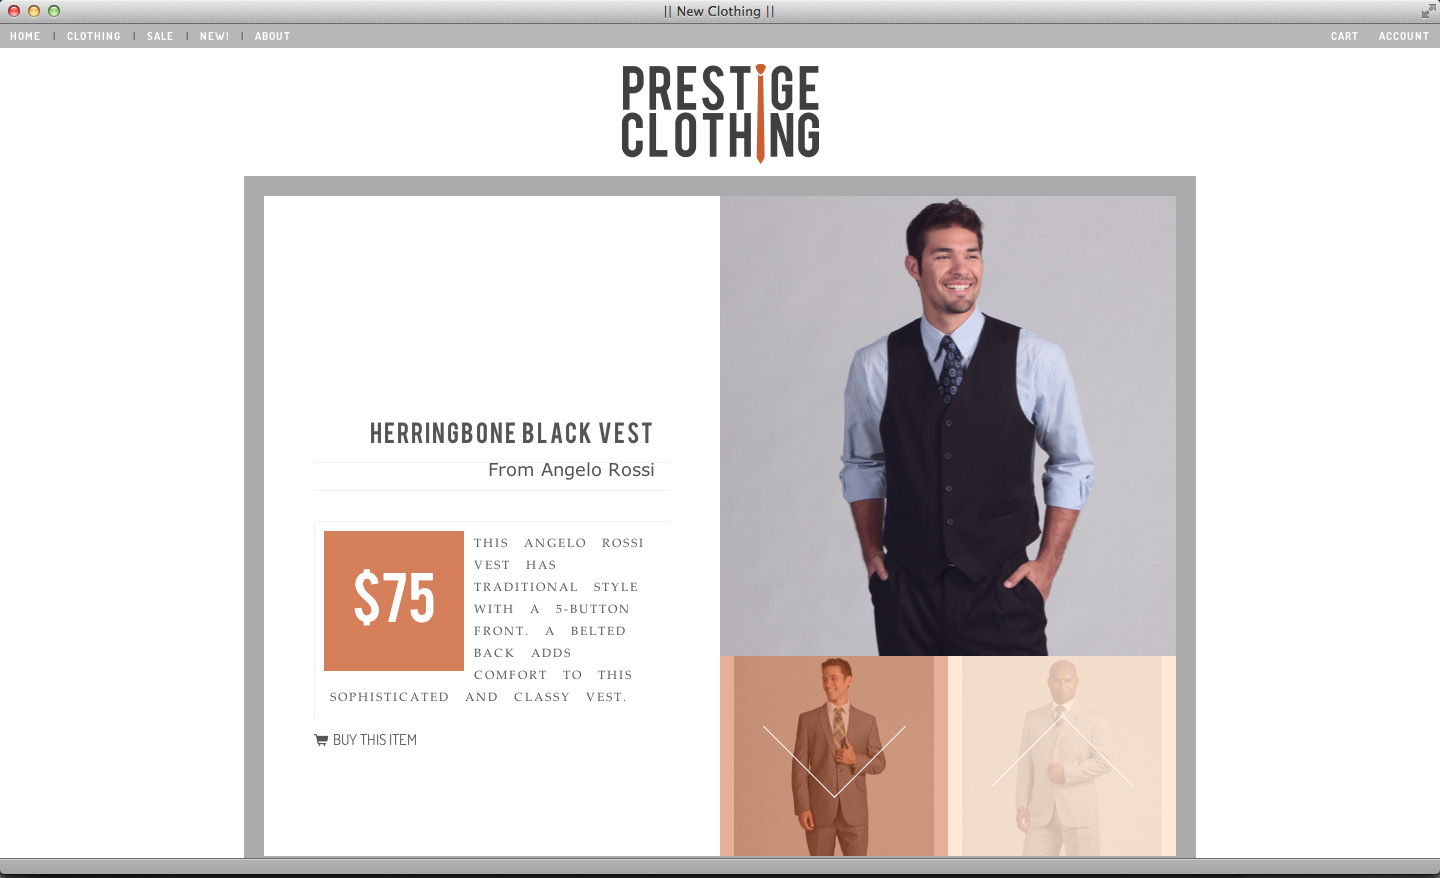 || New Clothing ||
HOME | CLOTHING | SALE | NEW! | ABOUT CART ACCOUNT
PRESTIGE
CLOTHING
HERRINGBONE BLACK VEST
From Angelo Rossi
$75
THIS ANGELO ROSSI
VEST HAS
TRADITIONAL STYLE
WITH A 5-BUTTON
FRONT. A BELTED
BACK ADDS
COMFORT TO THIS
SOPHISTICATED AND CLASSY VEST.
BUY THIS ITEM